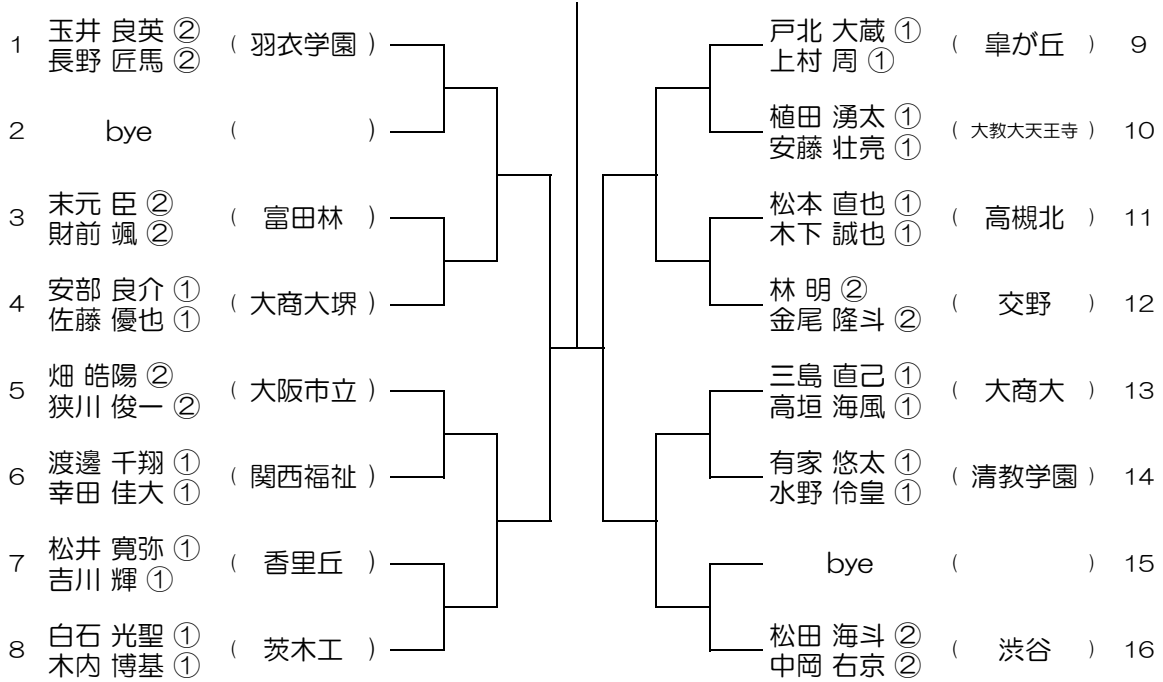 1 玉井 良英 ② ( 羽衣学園 )
長野 匠馬 ②
2 bye ( )
3 末元 臣 ② ( 富田林 )
財前 颯 ②
4 安部 良介 ① ( 大商大堺 )
佐藤 優也 ①
5 畑 皓陽 ② ( 大阪市立 )
狭川 俊一 ②
6 渡邊 千翔 ① ( 関西福祉 )
幸田 佳大 ①
7 松井 寛弥 ① ( 香里丘 )
吉川 輝 ①
8 白石 光聖 ① ( 茨木工 )
木内 博基 ①
戸北 大蔵 ① ( 皐が丘 ) 9
上村 周 ①
植田 湧太 ① ( 大教大天王寺 ) 10
安藤 壮亮 ①
松本 直也 ① ( 高槻北 ) 11
木下 誠也 ①
林 明 ② ( 交野 ) 12
金尾 隆斗 ②
三島 直己 ① ( 大商大 ) 13
高垣 海風 ①
有家 悠太 ① ( 清教学園 ) 14
水野 伶皇 ①
bye ( ) 15
松田 海斗 ② ( 渋谷 ) 16
中岡 右京 ②